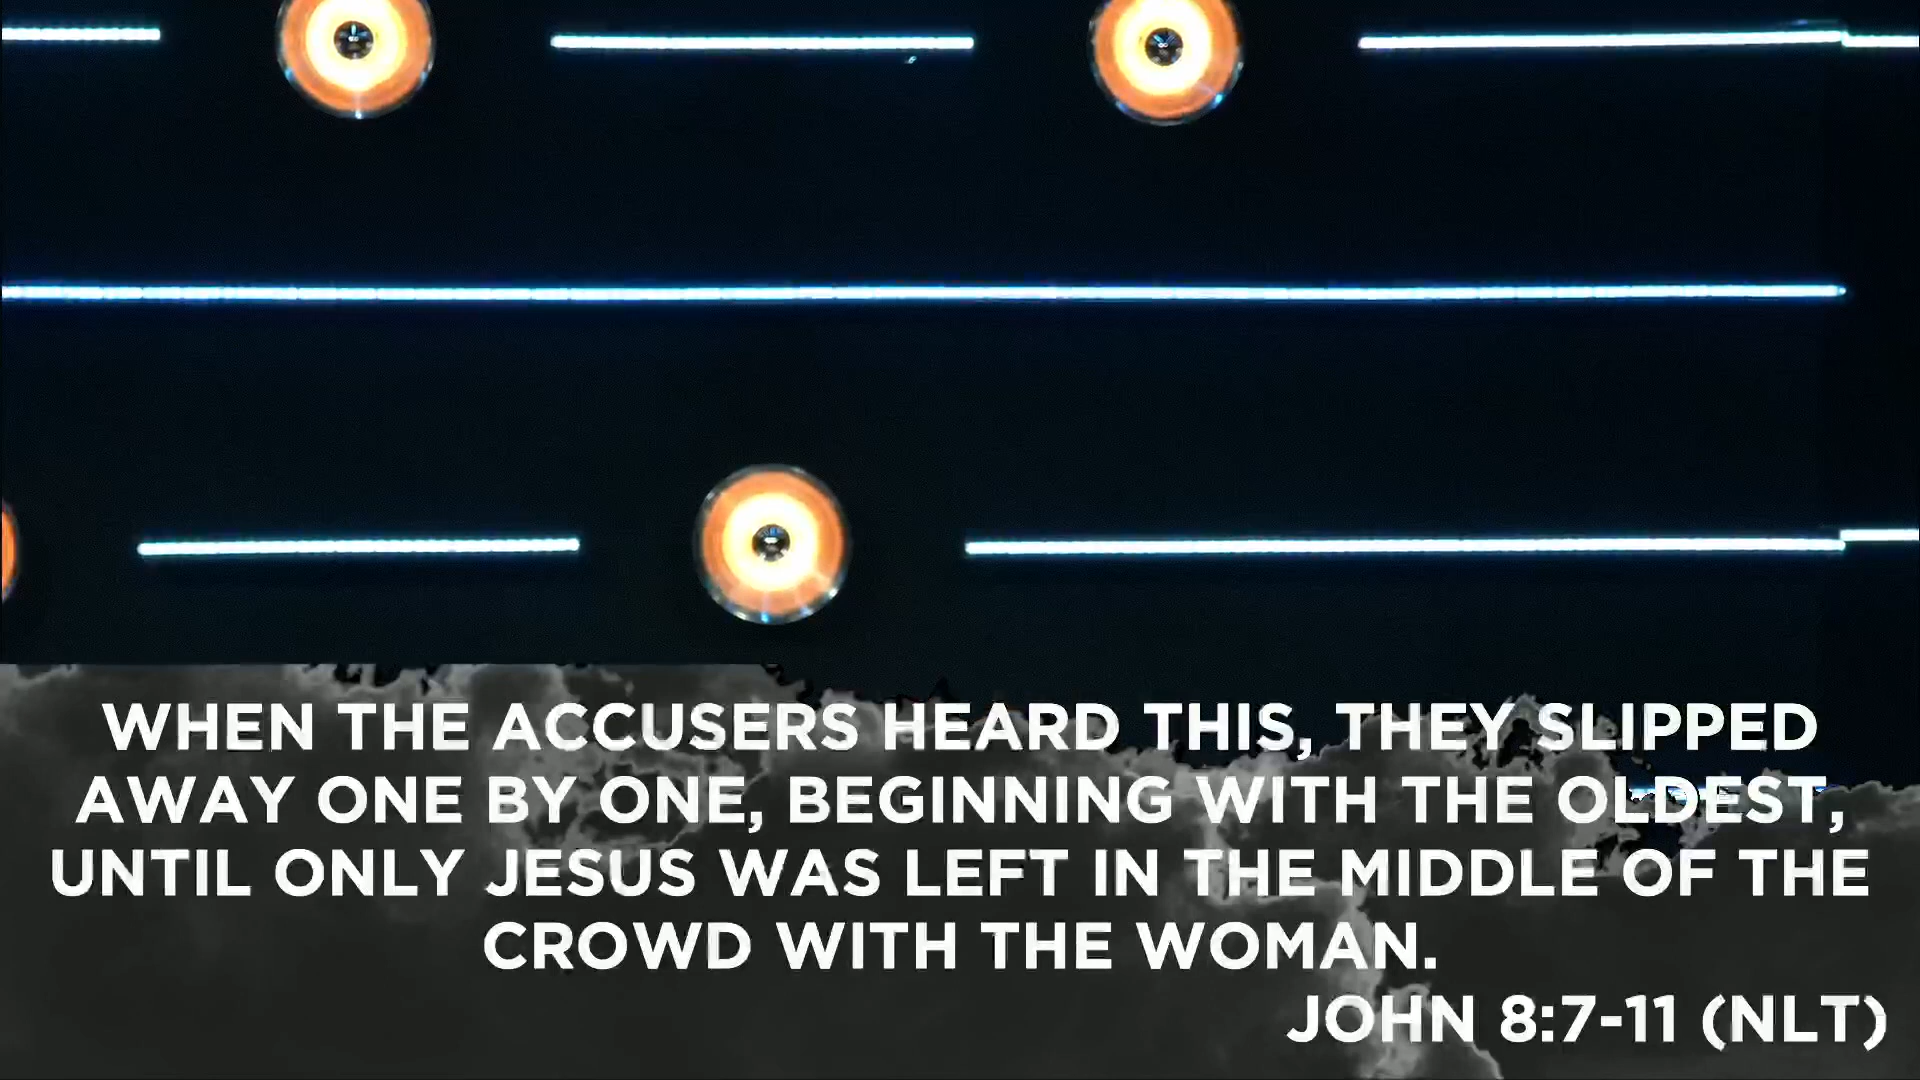 WHEN THE ACCUSERS HEARD THIS, THEY SLIPPED
AWAY ONE BY ONE, BEGINNING WITH THE OLDEST,
UNTIL ONLY JESUS WAS LEFT IN THE MIDDLE OF THE
CROWD WITH THE WOMAN.
JOHN 8:7-11 (NLT)